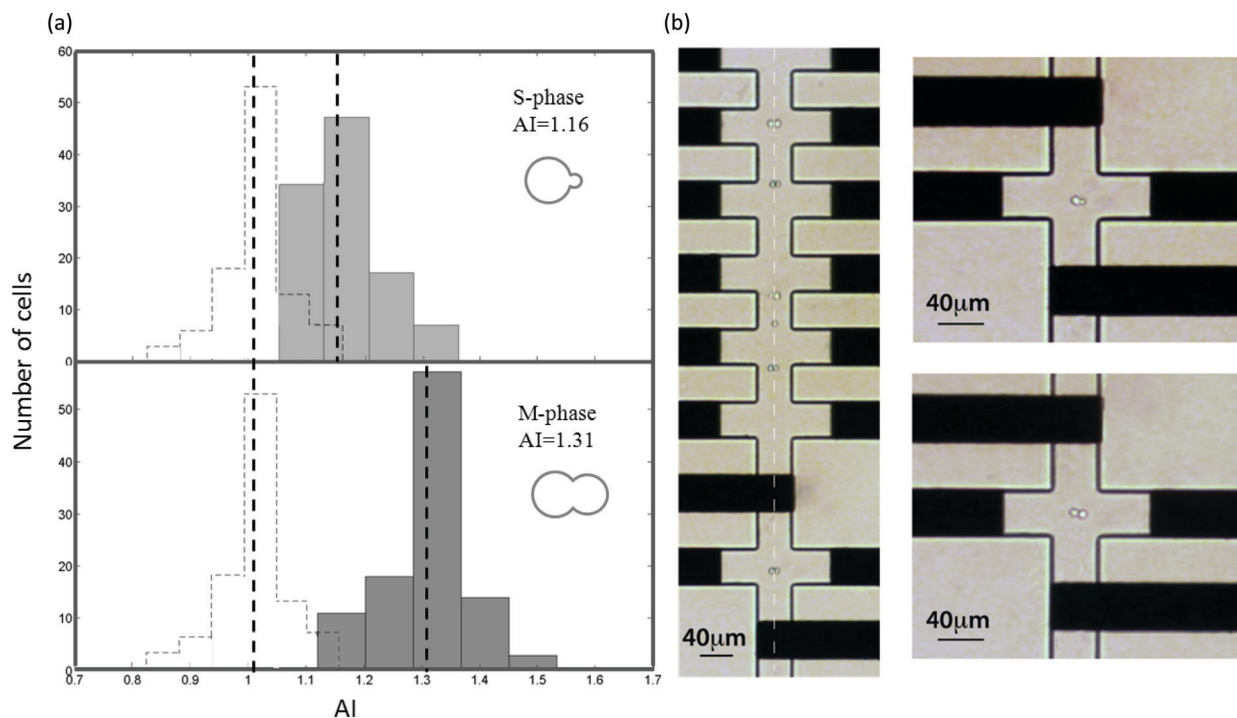 (a)
(b)
60
50
40
30
20
10
0
S-phase
AI=1.16
50
40
30
20
10
0
M-phase
AI=1.31
Number of cells
0.7 0.8 0.9 1 1.1 1.2 1.3 1.4 1.5 1.6 1.7
AI
40μm
40μm
40μm